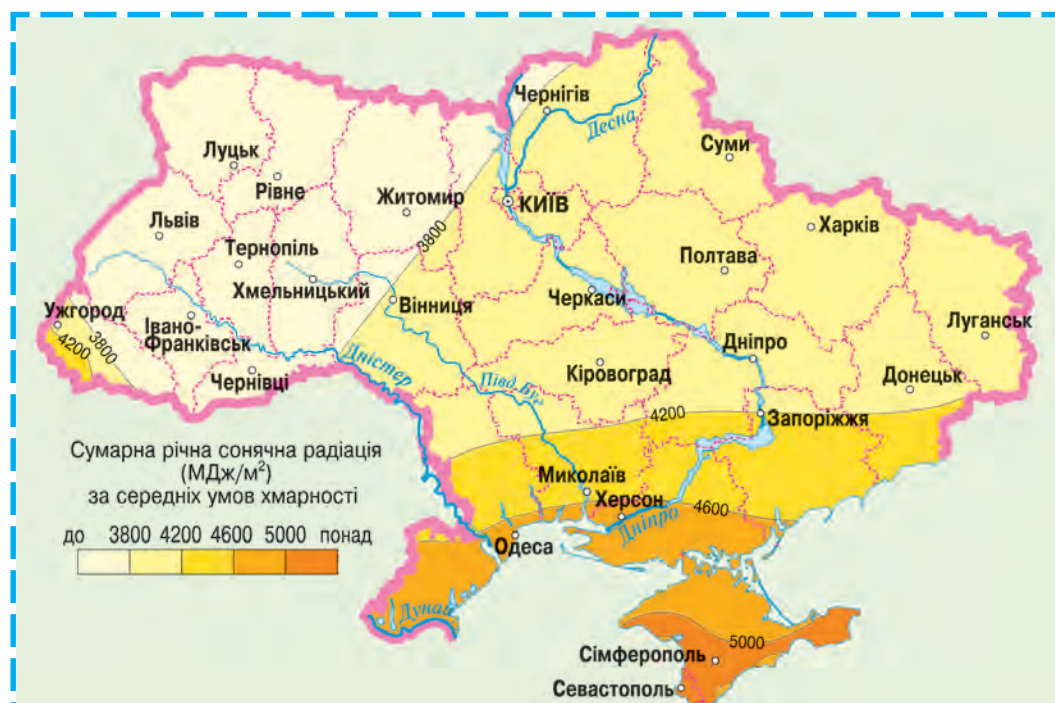 Чернігів
Десна
Суми
Луцьк
Рівне
Житомир
КИЇВ
Львів
Тернопіль
3800
Харків
Полтава
Хмельницький
Вінниця
Черкаси
Ужгород
Івано-
Франківськ
3800
4200
Чернівці
Дністер
Півд. Буг
Кіровоград
Дніпро
Луганськ
Донецьк
4200
Запоріжжя
Сумарна річна сонячна радіація
(МДж/м²)
за середніх умов хмарності
до 3800 4200 4600 5000 понад
Миколаїв
Херсон
4600
Дніпро
Одеса
Дунай
5000
Сімферополь
Севастополь